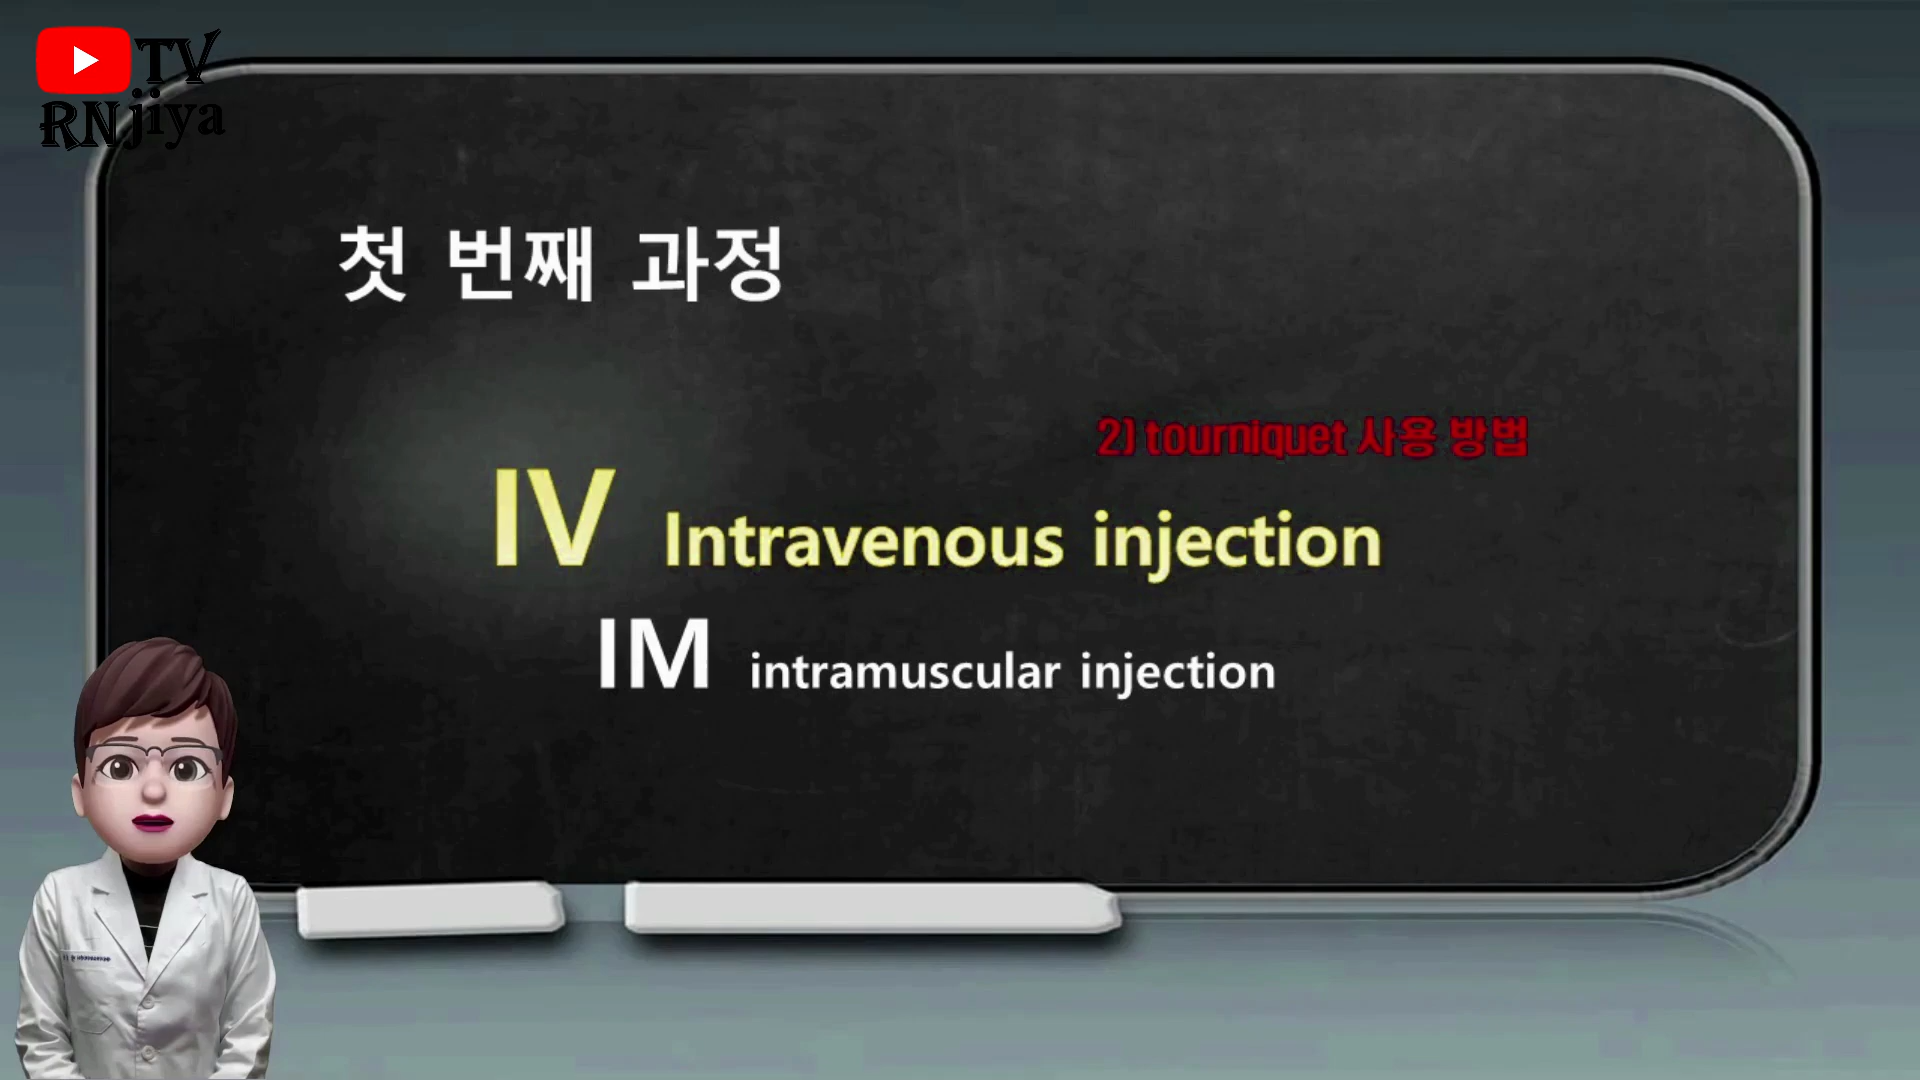 TV
RNjiya
첫 번째 과정
2) tourniquet 사용 방법
IV Intravenous injection
IM intramuscular injection